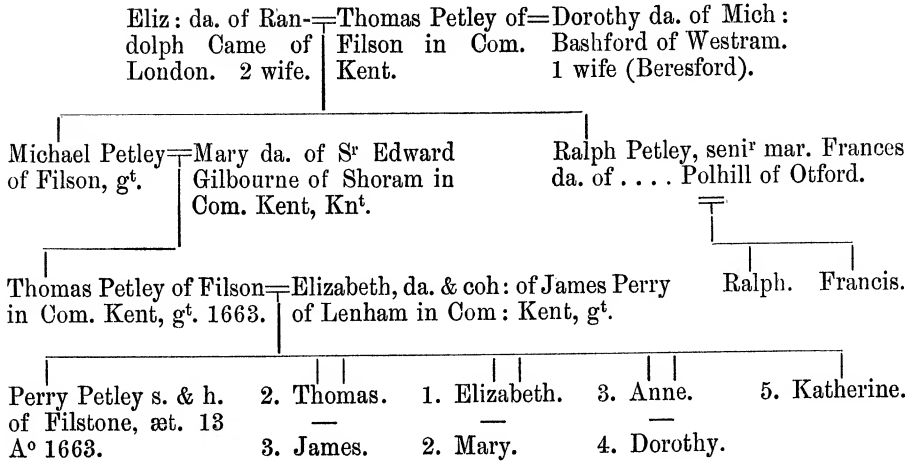 Eliz: da. of Ran-
dolph Came of
London. 2 wife.
Thomas Petley of
Filson in Com.
Kent.
Dorothy da. of Mich:
Bashford of Westram.
1 wife (Beresford).
Michael Petley
of Filson, gᵗ.
Mary da. of Sʳ Edward
Gilbourne of Shoram in
Com. Kent, Knᵗ.
Ralph Petley, seniʳ mar. Frances
da. of .... Polhill of Otford.
Thomas Petley of Filson
in Com. Kent, gᵗ. 1663.
Elizabeth, da. & coh: of James Perry
of Lenham in Com: Kent, gᵗ.
Ralph. Francis.
Perry Petley s. & h.
of Filstone, æt. 13
Aº 1663.
2. Thomas.
3. James.
1. Elizabeth.
2. Mary.
3. Anne.
4. Dorothy.
5. Katherine.